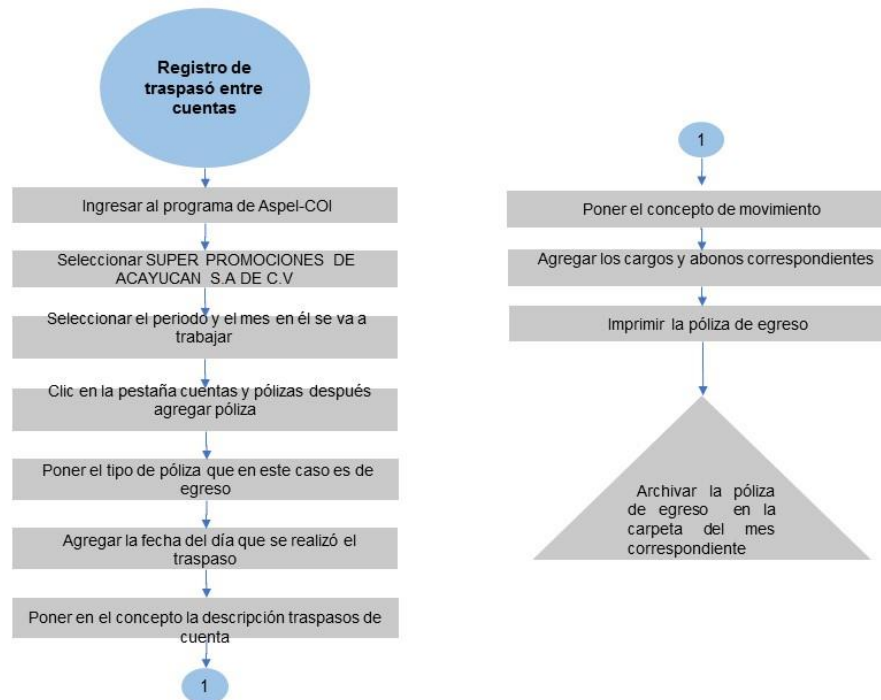 Registro de
traspasó entre
cuentas
Ingresar al programa de Aspel-COI
Seleccionar SUPER PROMOCIONES DE
ACAYUCAN S.A DE C.V
Seleccionar el periodo y el mes en él se va a
trabajar
Clic en la pestaña cuentas y pólizas después
agregar póliza
Poner el tipo de póliza que en este caso es de
egreso
Agregar la fecha del día que se realizó el
traspaso
Poner en el concepto la descripción traspasos de
cuenta
1
1
Poner el concepto de movimiento
Agregar los cargos y abonos correspondientes
Imprimir la póliza de egreso
Archivar la póliza
de egreso en la
carpeta del mes
correspondiente